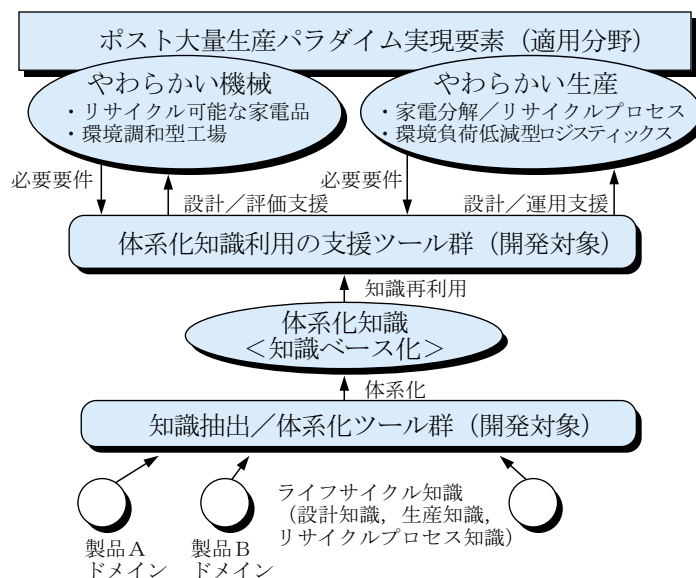 ポスト大量生産パラダイム実現要素（適用分野）
やわらかい機械
・リサイクル可能な家電品
・環境調和型工場
やわらかい生産
・家電分解／リサイクルプロセス
・環境負荷低減型ロジスティックス
必要要件
設計／評価支援
必要要件
設計／運用支援
体系化知識利用の支援ツール群（開発対象）
知識再利用
体系化知識
＜知識ベース化＞
体系化
知識抽出／体系化ツール群（開発対象）
製品Ａ
ドメイン
製品Ｂ
ドメイン
ライフサイクル知識
（設計知識，生産知識，
リサイクルプロセス知識）